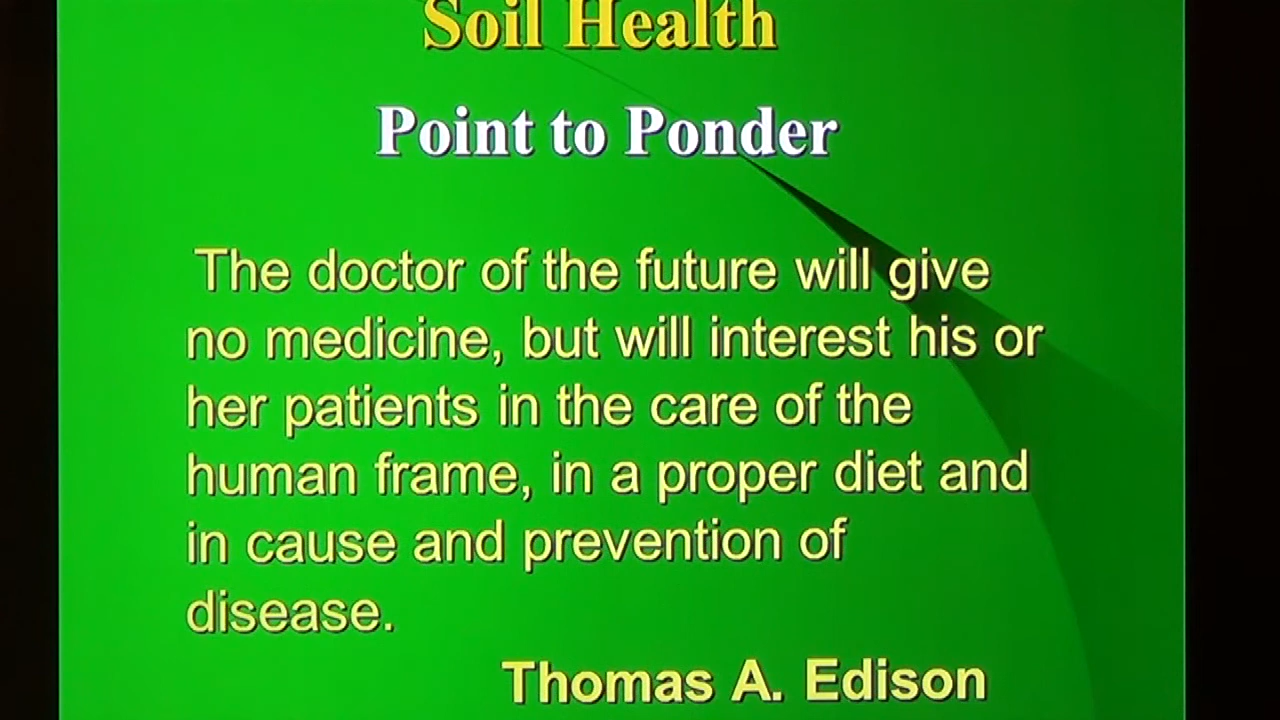 Soil Health
Point to Ponder
The doctor of the future will give
no medicine, but will interest his or
her patients in the care of the
human frame, in a proper diet and
in cause and prevention of
disease.
Thomas A. Edison